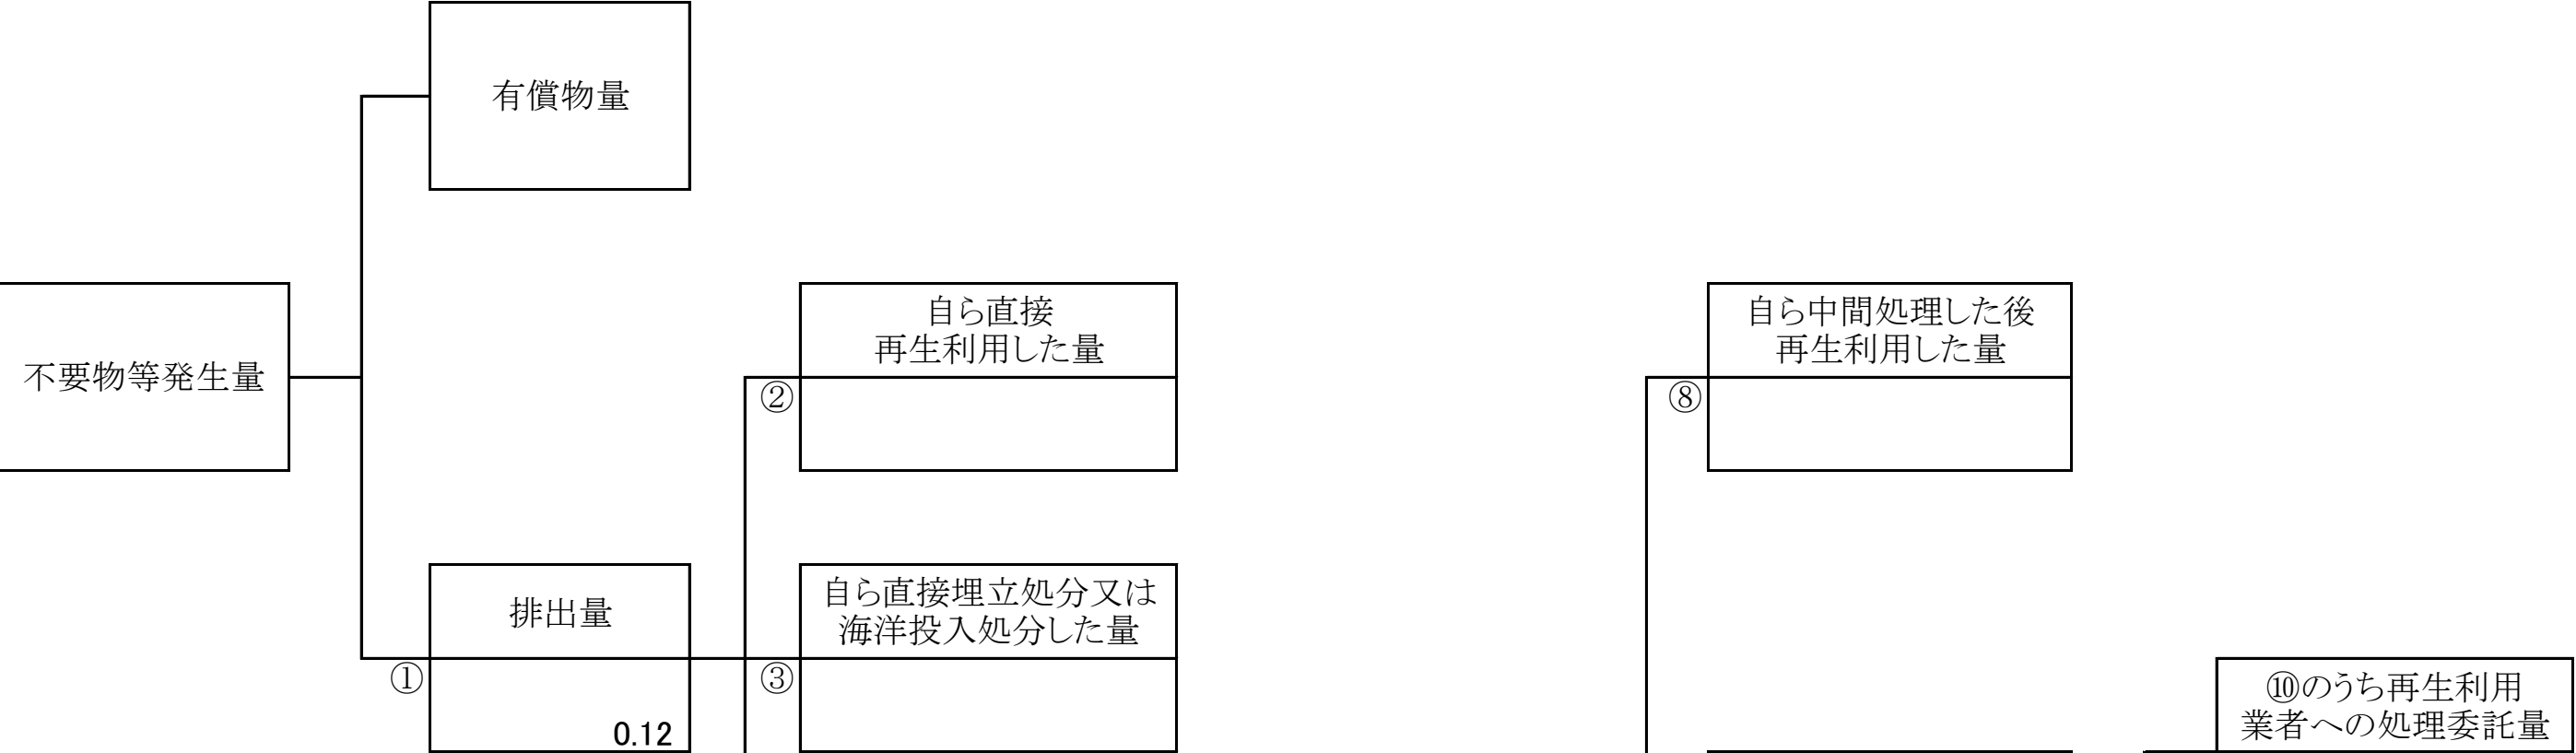 有償物量
不要物等発生量
自ら直接
再生利用した量
②
自ら中間処理した後
再生利用した量
⑧
排出量
①
0.12
自ら直接埋立処分又は
海洋投入処分した量
③
⑩のうち再生利用
業者への処理委託量